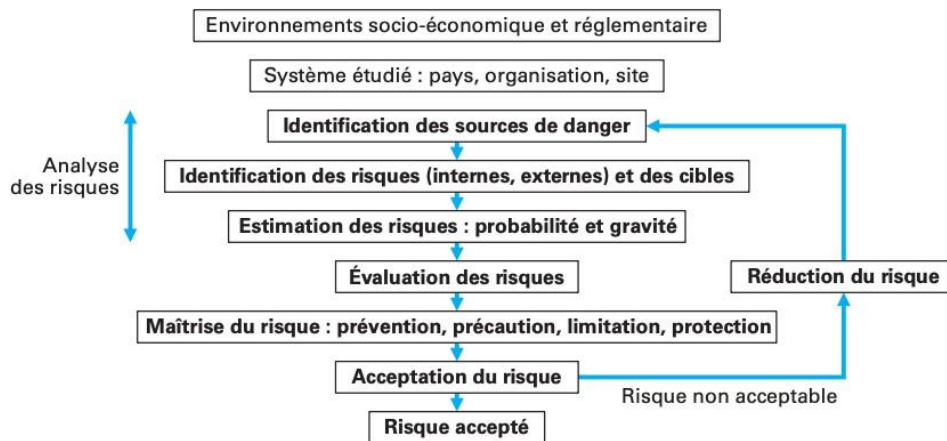 Environnements socio-économique et réglementaire
Système étudié : pays, organisation, site
Identification des sources de danger
Analyse
des risques
Identification des risques (internes, externes) et des cibles
Estimation des risques : probabilité et gravité
Évaluation des risques
Réduction du risque
Maîtrise du risque : prévention, précaution, limitation, protection
Acceptation du risque
Risque non acceptable
Risque accepté